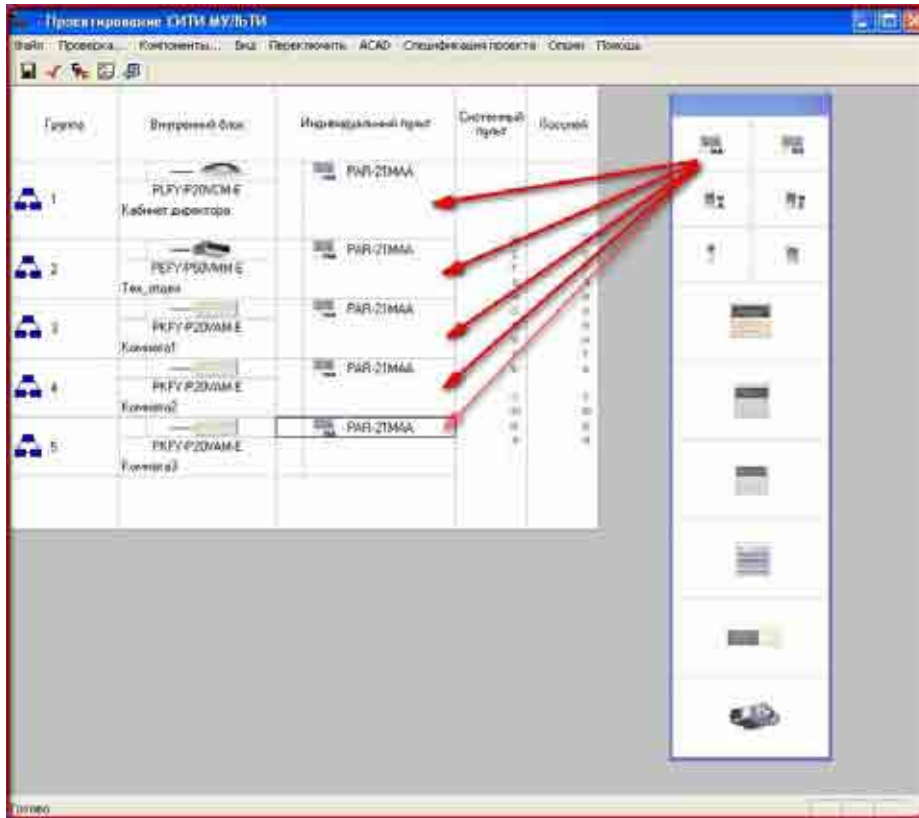 Проектирование СИТИ МУЛЬТИ
Файл Проверка... Компоненты... Вид Переключить ACAD Спецификация проекта Опции Помощь
Группа Внутренний блок Индивидуальный пульт Системный пульт
1 PLFY-P20VCM-E PAR-21MAA
Кабинет директора
2 PEFY-P50VMM-E PAR-21MAA
Тех_отдел
3 PKFY-P20VAM-E PAR-21MAA
Комната1
4 PKFY-P20VAM-E PAR-21MAA
Комната2
5 PKFY-P20VAM-E PAR-21MAA
Комната3
Готово